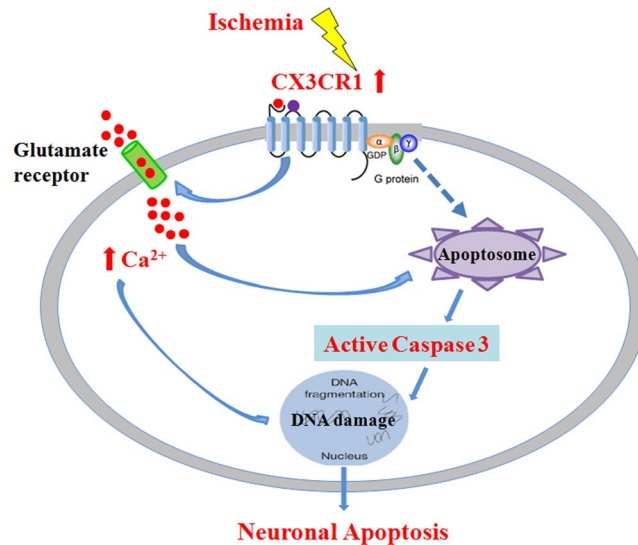 Ischemia
CX3CR1
Glutamate
receptor
α
β
γ
GDP
G protein
Ca²⁺
Apoptosome
Active Caspase 3
DNA
fragmentation
DNA damage
Nucleus
Neuronal Apoptosis